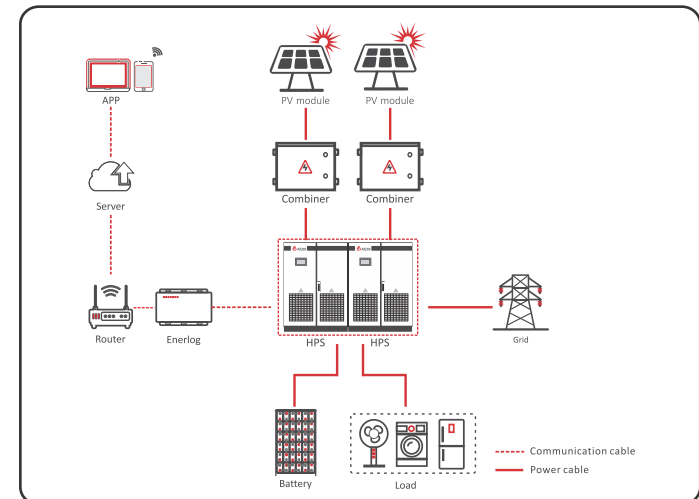 APP
PV module
PV module
Combiner
Combiner
Server
Router
Enerlog
HPS
HPS
Grid
Battery
Load
Communication cable
Power cable